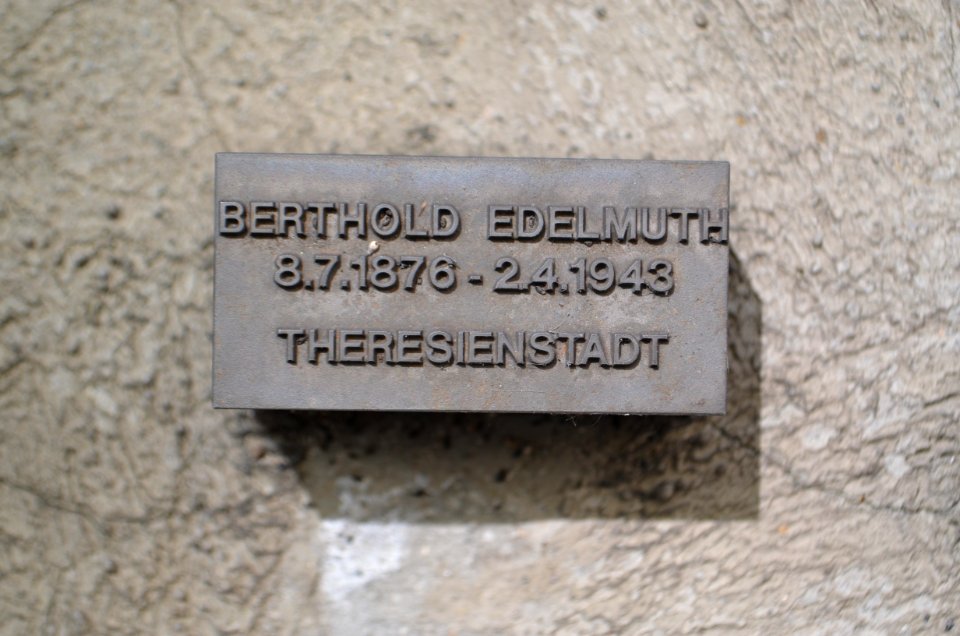 BERTHOLD EDELMUTH
8.7.1876 - 2.4.1943
THERESIENSTADT